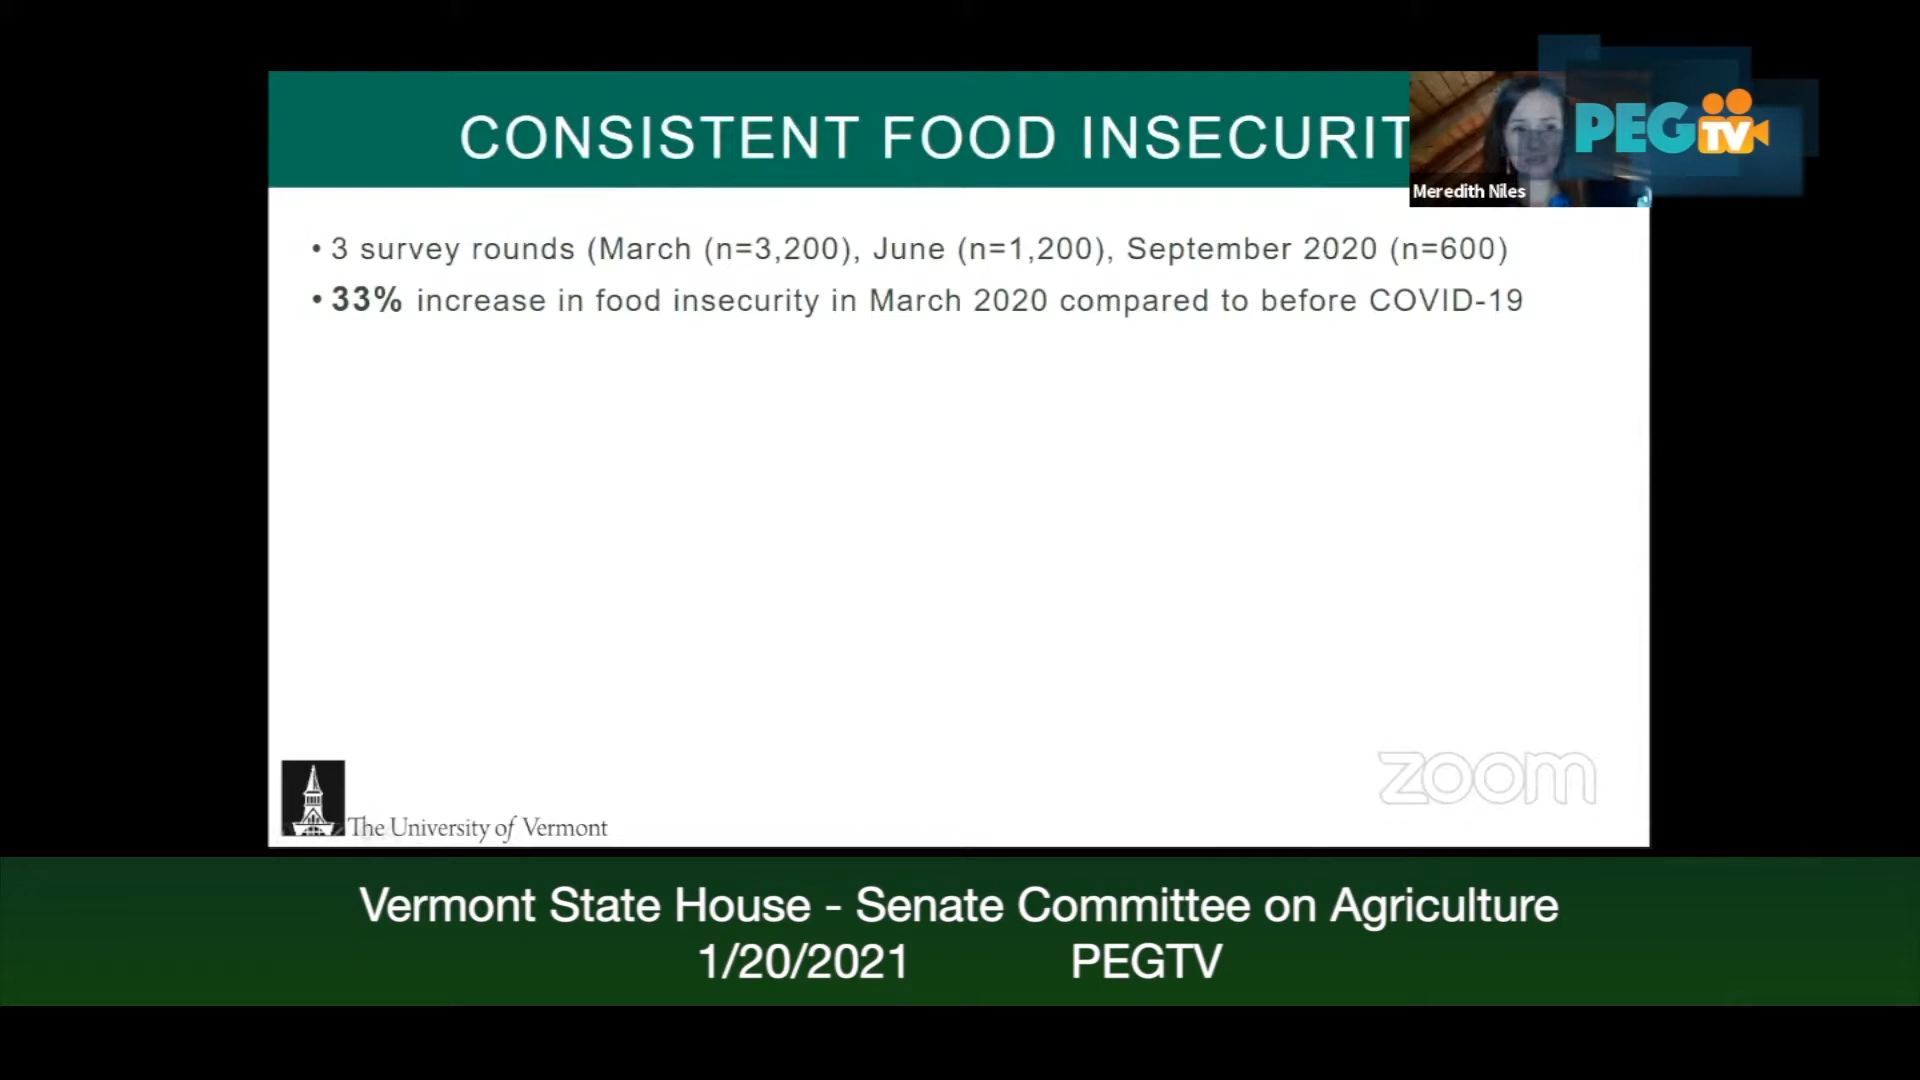 CONSISTENT FOOD INSECURIT
PEG
TV
Meredith Niles
• 3 survey rounds (March (n=3,200), June (n=1,200), September 2020 (n=600)
• 33% increase in food insecurity in March 2020 compared to before COVID-19
zoom
The University of Vermont
Vermont State House - Senate Committee on Agriculture
1/20/2021 PEGTV